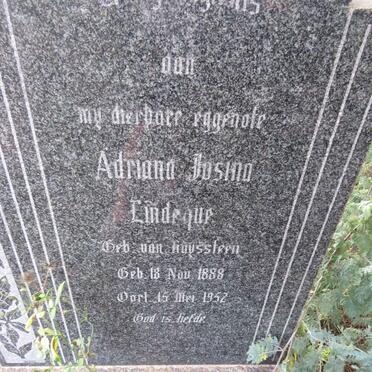 aan
my dierbare eggenote
Adriana Josina
Lindeque
Geb. van Huyssteen
Geb. 18 Nov. 1888
Oorl. 15 Mei 1952
God is liefde